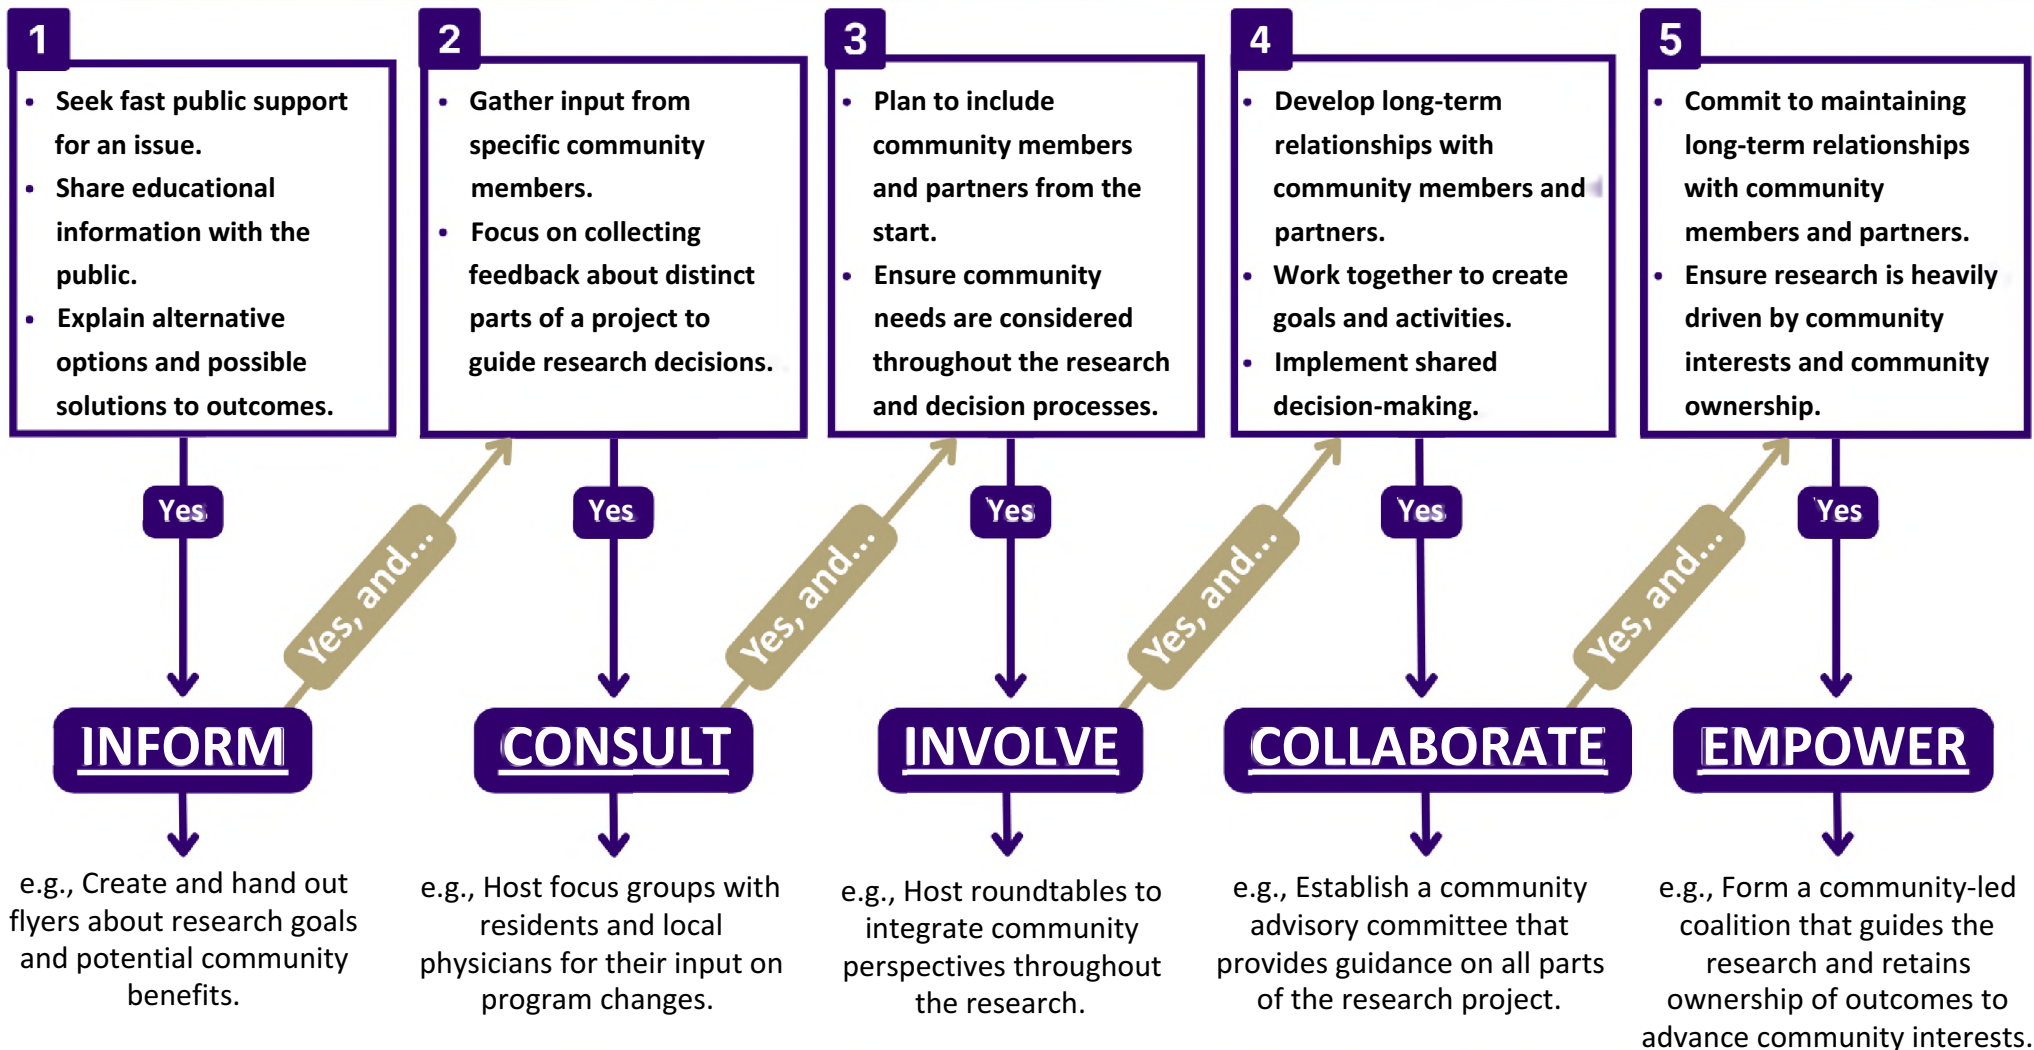 1
• Seek fast public support
for an issue.
• Share educational
information with the
public.
• Explain alternative
options and possible
solutions to outcomes.
Yes
INFORM
e.g., Create and hand out
flyers about research goals
and potential community
benefits.
Yes, and...
2
• Gather input from
specific community
members.
• Focus on collecting
feedback about distinct
parts of a project to
guide research decisions.
Yes
CONSULT
e.g., Host focus groups with
residents and local
physicians for their input on
program changes.
Yes, and...
3
• Plan to include
community members
and partners from the
start.
• Ensure community
needs are considered
throughout the research
and decision processes.
Yes
INVOLVE
e.g., Host roundtables to
integrate community
perspectives throughout
the research.
Yes, and...
4
• Develop long-term
relationships with
community members and
partners.
• Work together to create
goals and activities.
• Implement shared
decision-making.
Yes
COLLABORATE
e.g., Establish a community
advisory committee that
provides guidance on all parts
of the research project.
Yes, and...
5
• Commit to maintaining
long-term relationships
with community
members and partners.
• Ensure research is heavily
driven by community
interests and community
ownership.
Yes
EMPOWER
e.g., Form a community-led
coalition that guides the
research and retains
ownership of outcomes to
advance community interests.